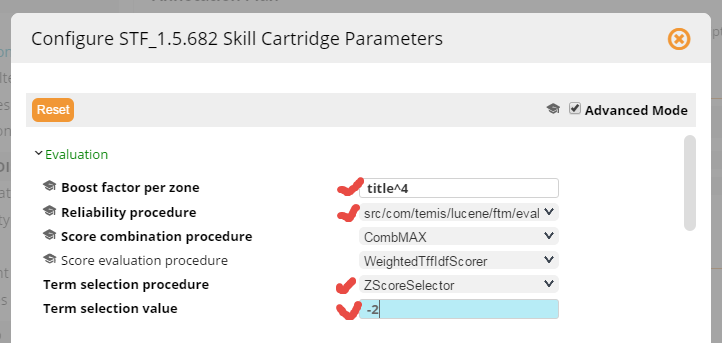 Configure STF_1.5.682 Skill Cartridge Parameters
Reset
Advanced Mode
Evaluation
Boost factor per zone title^4
Reliability procedure src/com/temis/lucene/ftm/eval
Score combination procedure CombMAX
Score evaluation procedure WeightedTfIdfScorer
Term selection procedure ZScoreSelector
Term selection value -2